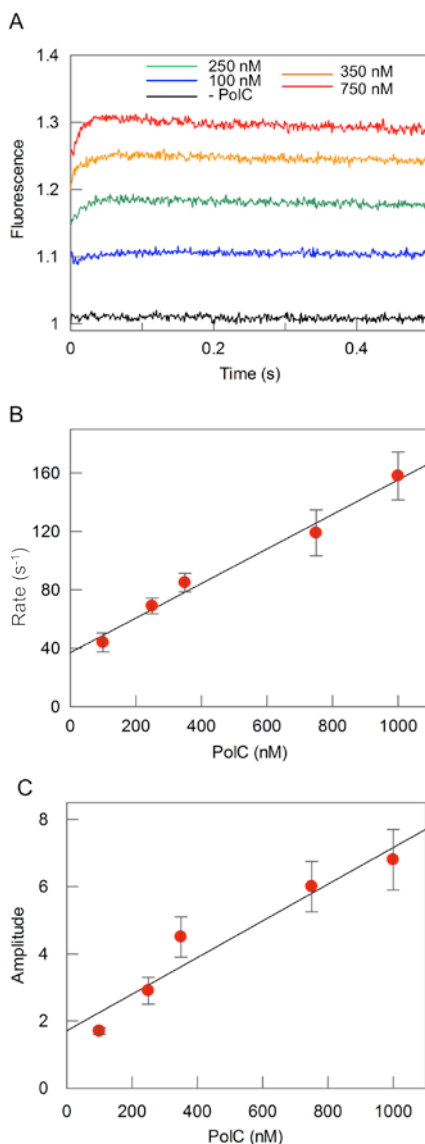 A
1.4
250 nM 350 nM
100 nM 750 nM
- PolC
1.3
Fluorescence
1.2
1.1
1
0 0.2 0.4
Time (s)
B
160
120
Rate (s⁻¹)
80
40
0
0 200 400 600 800 1000
PolC (nM)
C
8
6
Amplitude
4
2
0
0 200 400 600 800 1000
PolC (nM)